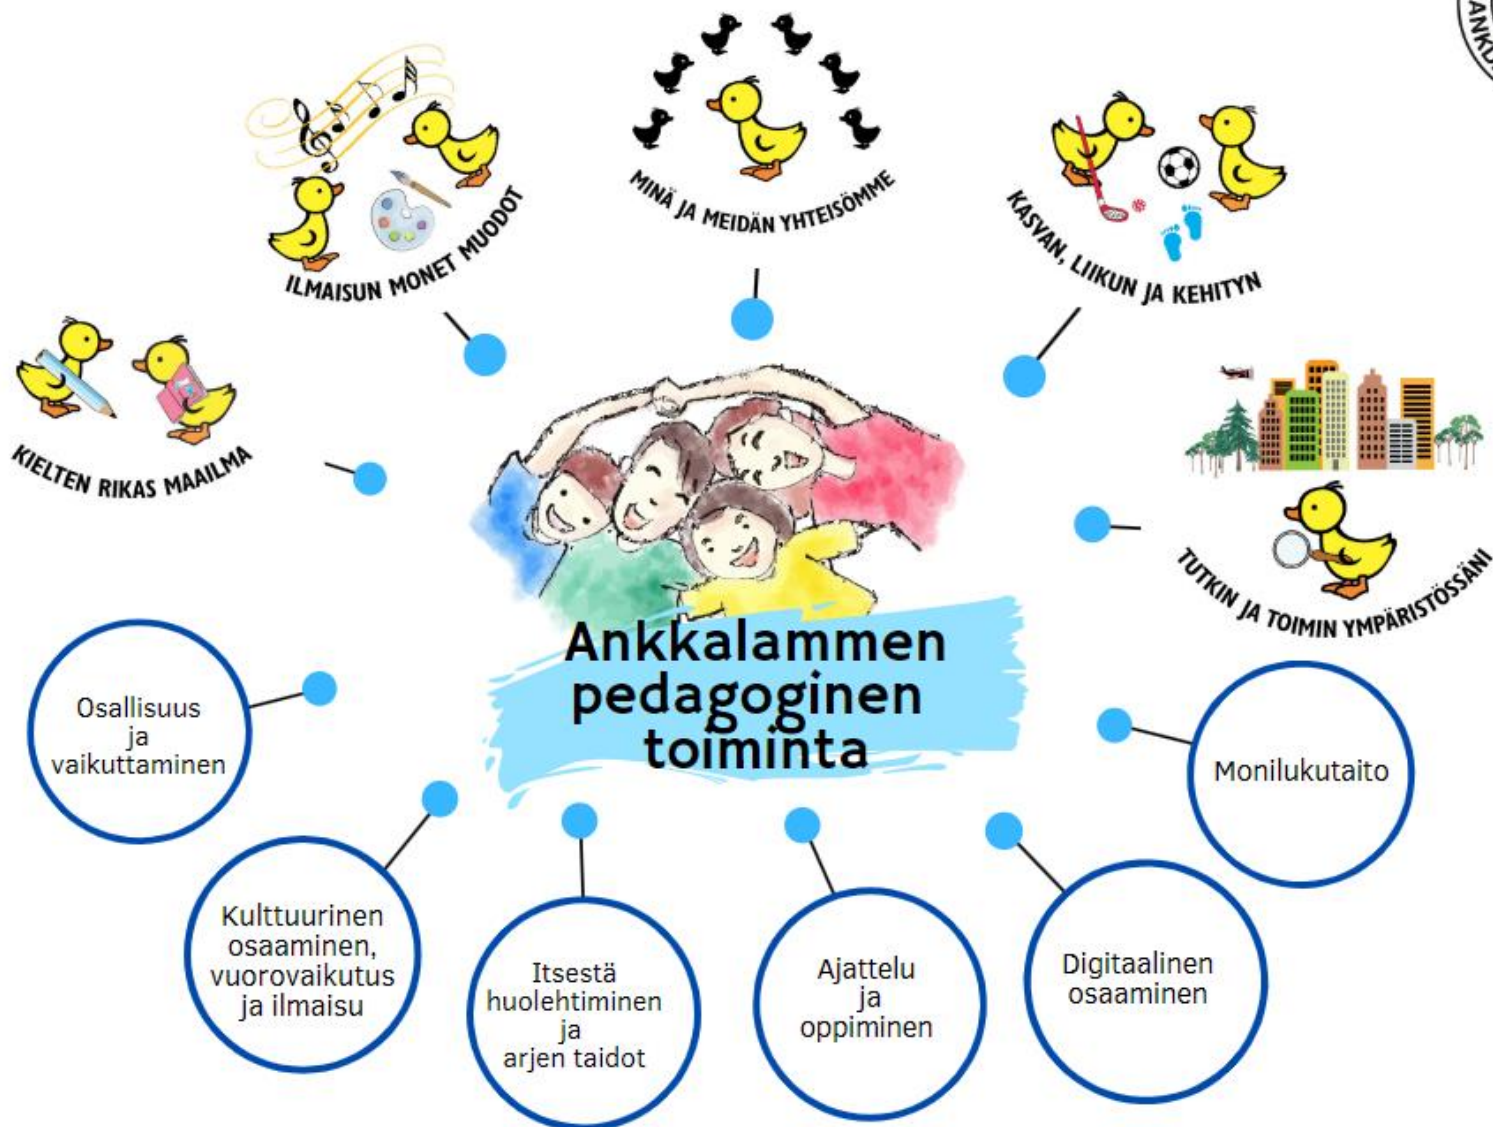 MINÄ JA MEIDÄN YHTEISÖMME
ILMAISUN MONET MUODOT
KASVAN, LIIKUN JA KEHITYN
KIELTEN RIKAS MAAILMA
TUTKIN JA TOIMIN YMPÄRISTÖSSÄNI
Ankkalammen
pedagoginen
toiminta
Osallisuus
ja
vaikuttaminen
Kulttuurinen
osaaminen,
vuorovaikutus
ja ilmaisu
Itsestä
huolehtiminen
ja
arjen taidot
Ajattelu
ja
oppiminen
Digitaalinen
osaaminen
Monilukutaito